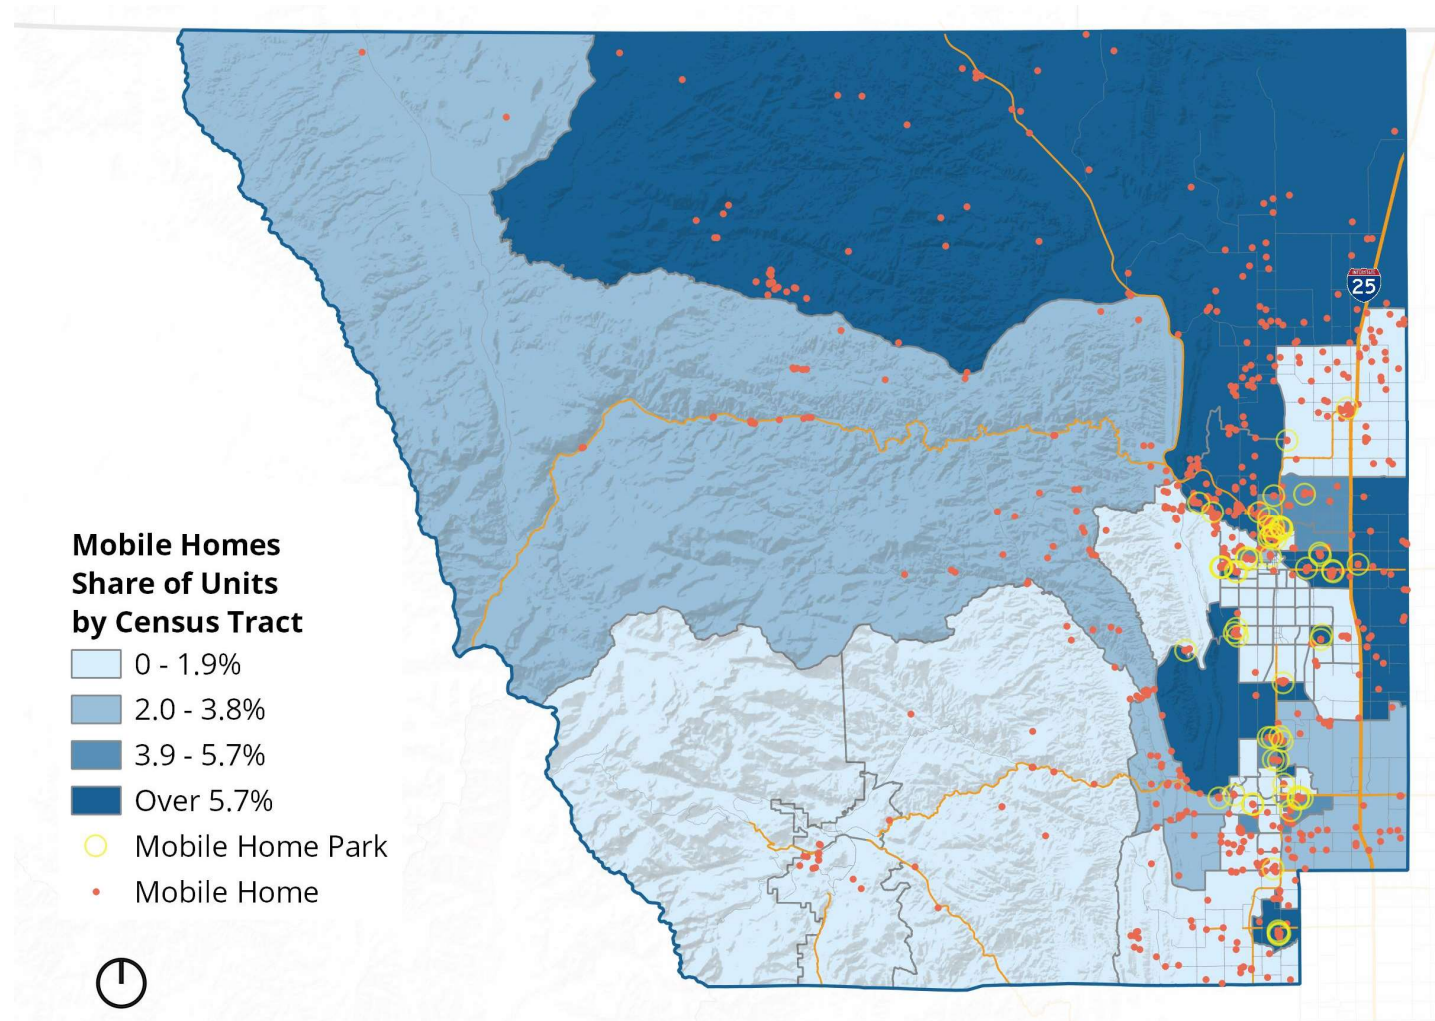 INTERSTATE
25
Mobile Homes
Share of Units
by Census Tract
0 - 1.9%
2.0 - 3.8%
3.9 - 5.7%
Over 5.7%
Mobile Home Park
Mobile Home